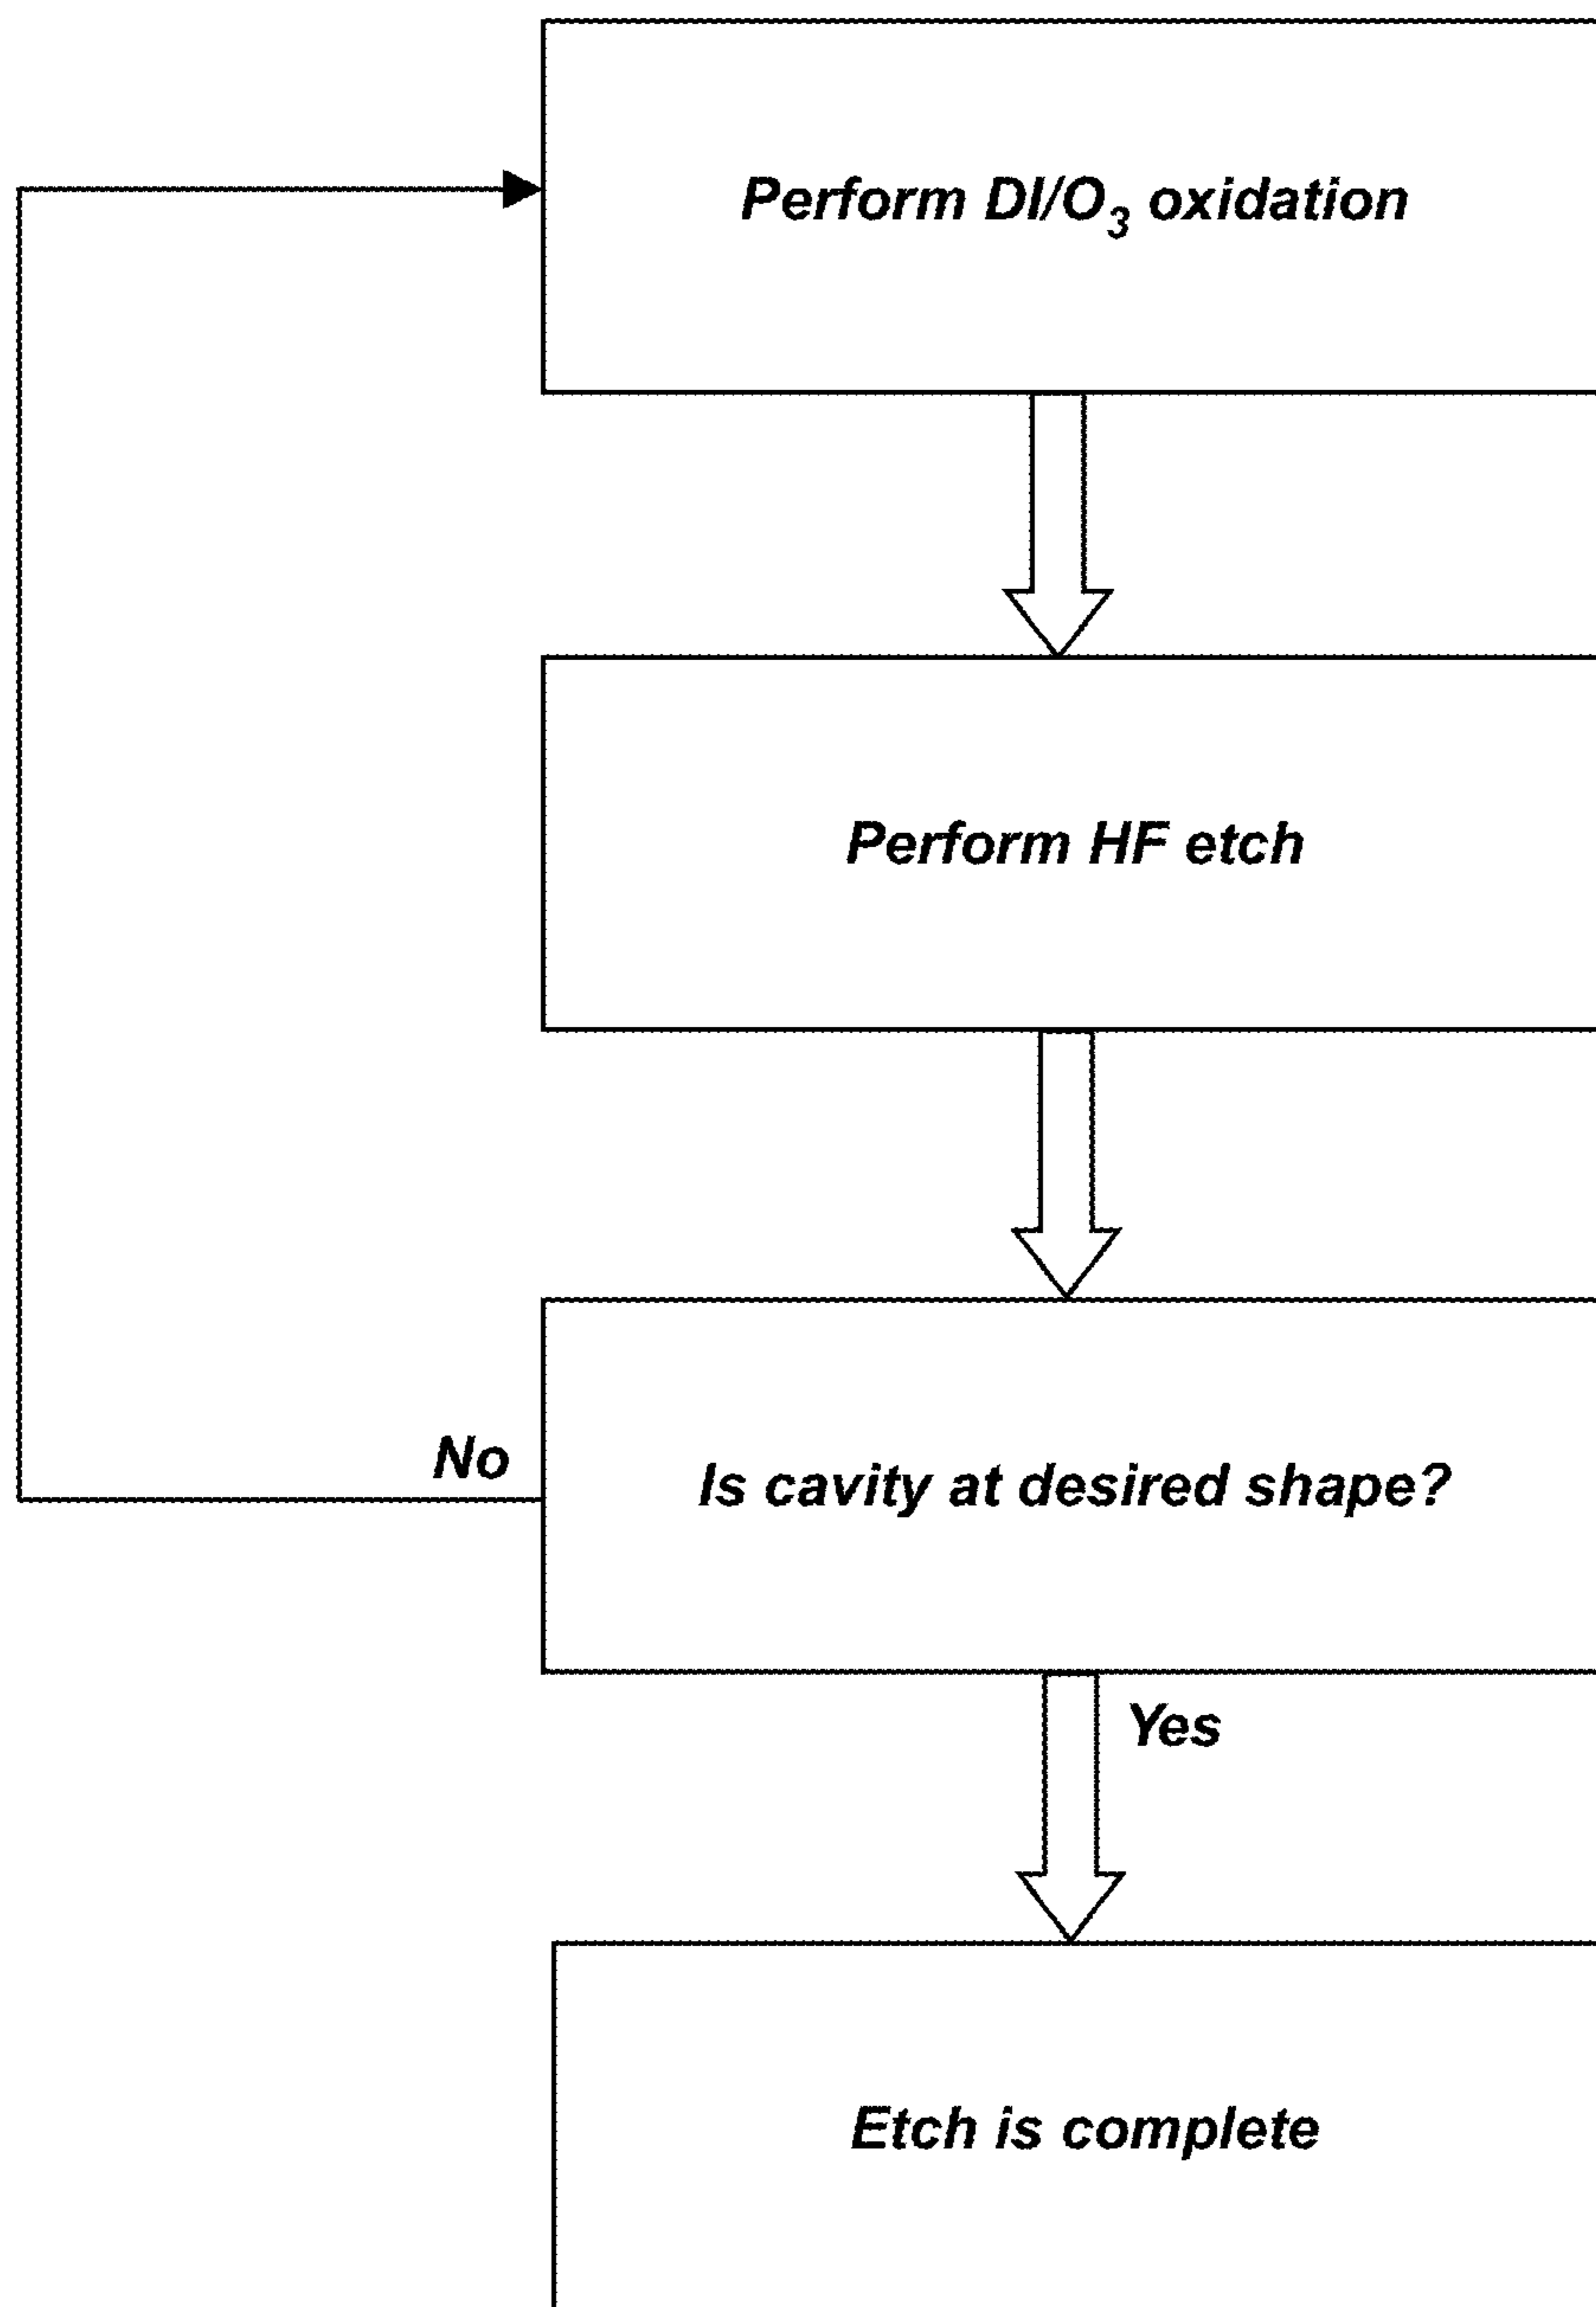 Perform DI/O₃ oxidation
Perform HF etch
No
Is cavity at desired shape?
Yes
Etch is complete